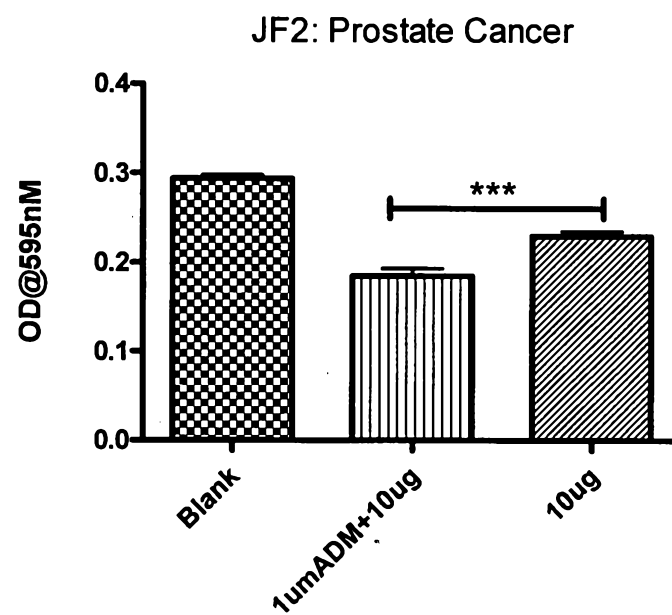 JF2: Prostate Cancer
0.4
0.3
0.2
0.1
0.0
OD@595nM
***
Blank
1umADM+10ug
10ug